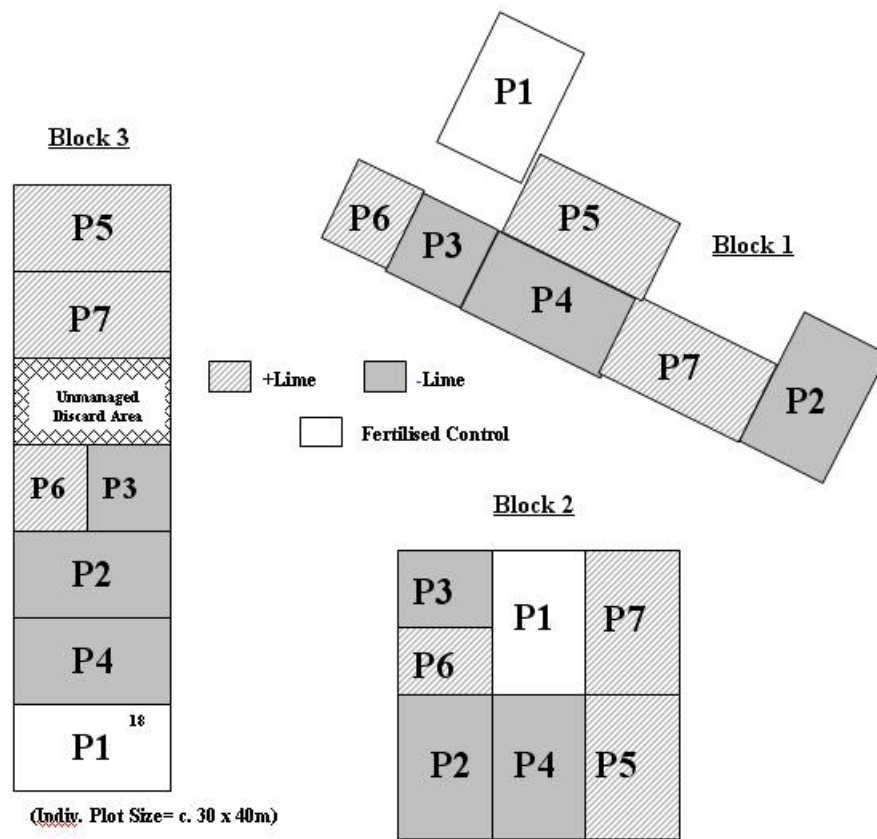 Block 3
P5
P7
Unmanaged
Discard Area
P6 P3
P2
P4
P1 18
(Indiv. Plot Size= c. 30 x 40m)
P1
P6
P3
P5
P4
Block 1
P7
P2
+Lime
-Lime
Fertilised Control
Block 2
P3
P1
P7
P6
P2
P4
P5